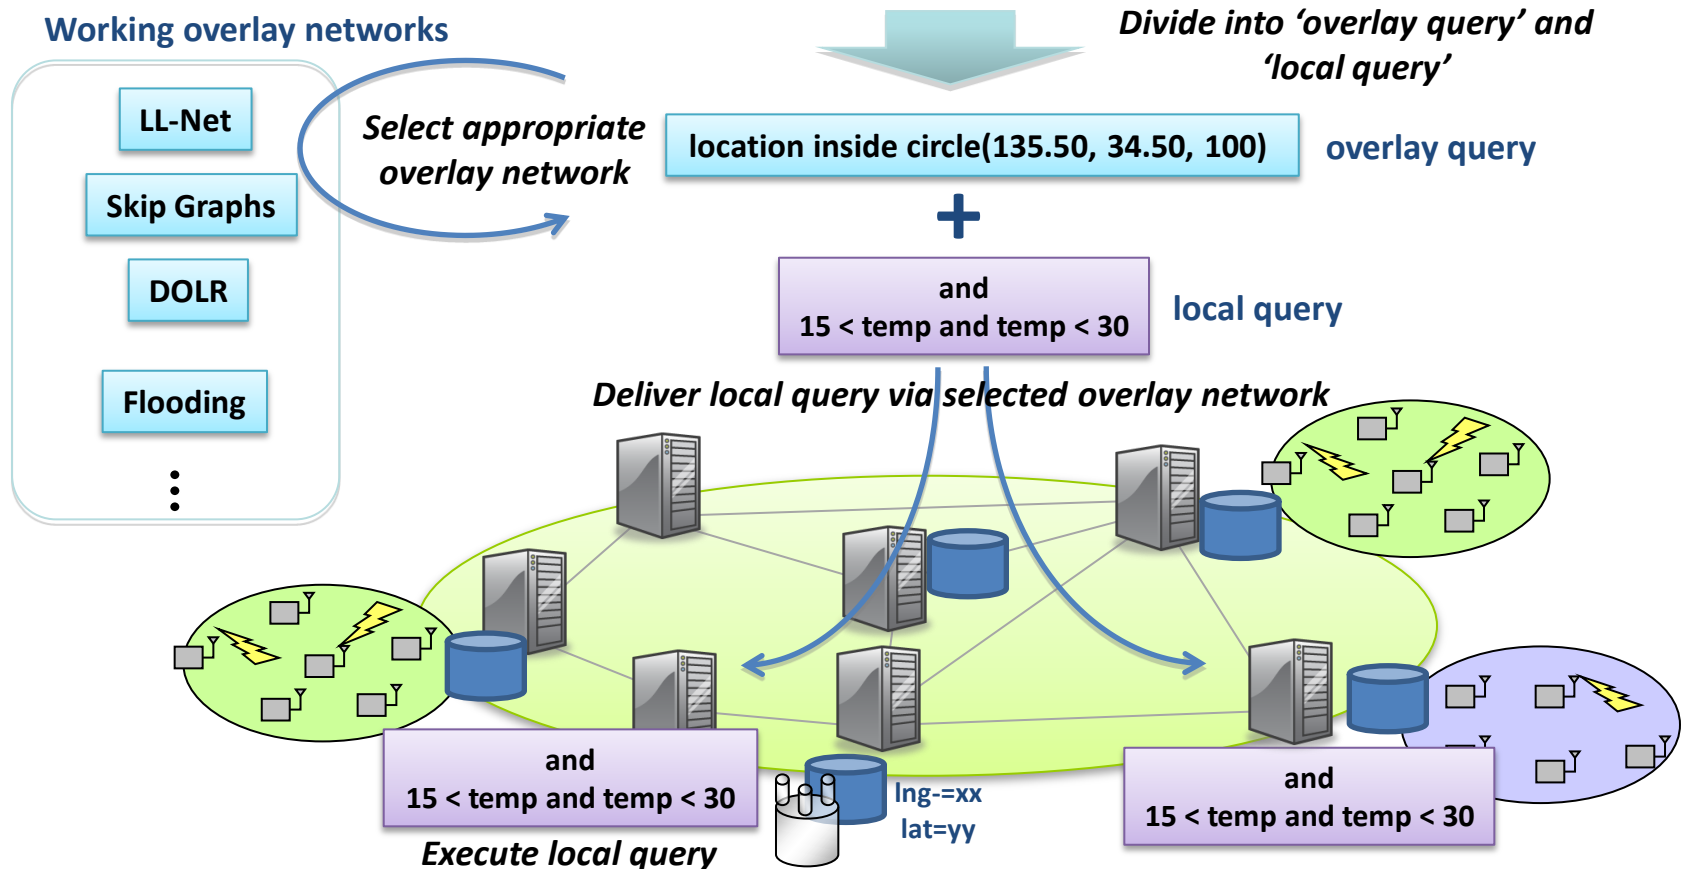 Working overlay networks
LL-Net
Skip Graphs
DOLR
Flooding
Select appropriate
overlay network
Divide into ‘overlay query’ and
‘local query’
location inside circle(135.50, 34.50, 100)
overlay query
+
and
15 < temp and temp < 30
local query
Deliver local query via selected overlay network
and
15 < temp and temp < 30
Execute local query
lng-=xx
lat=yy
and
15 < temp and temp < 30